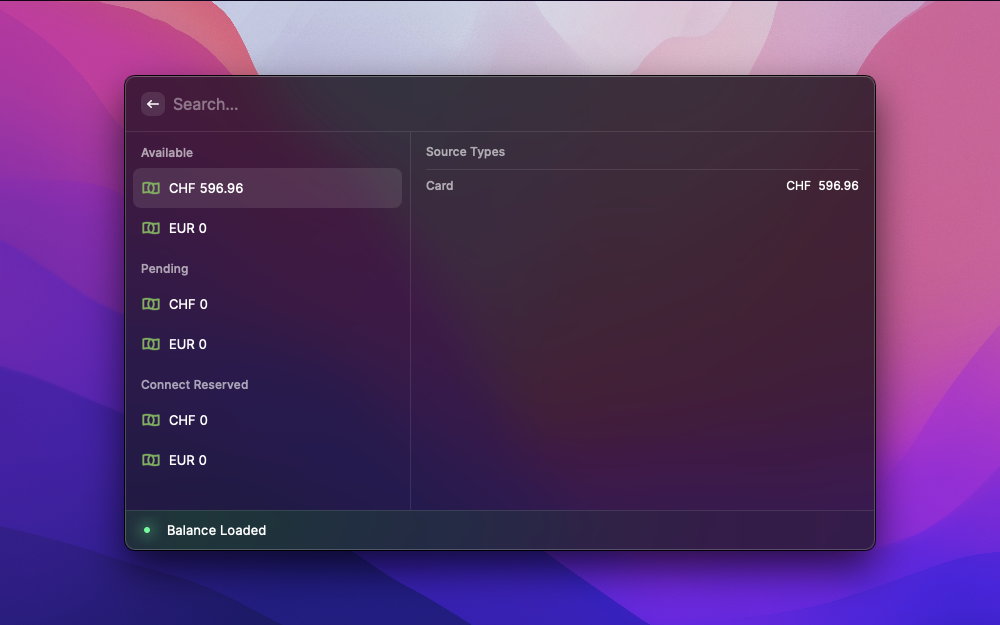 Search...
Available
CHF 596.96
EUR 0
Pending
CHF 0
EUR 0
Connect Reserved
CHF 0
EUR 0
Source Types
Card CHF 596.96
Balance Loaded